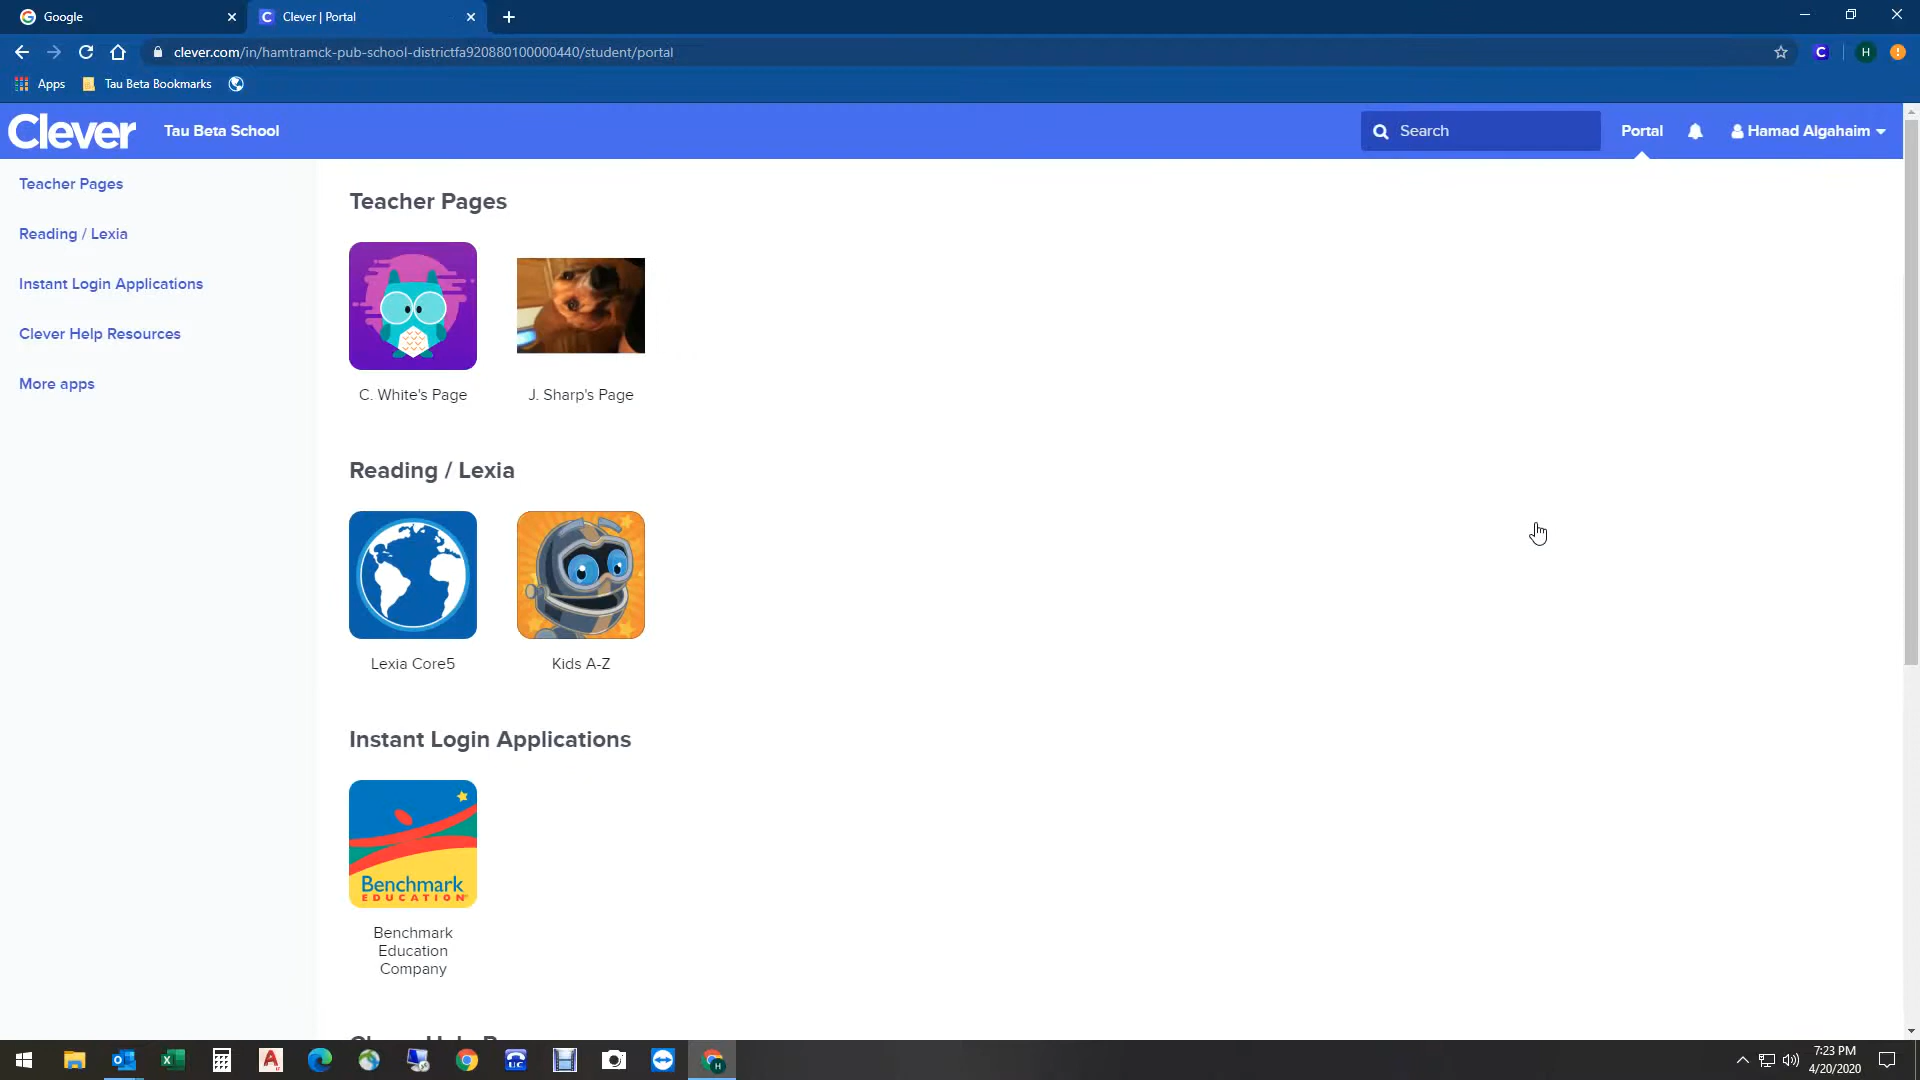 Google
Clever | Portal
clever.com/in/hamtramck-pub-school-districtfa920880100000440/student/portal
C
H
Apps
Tau Beta Bookmarks
Clever
Tau Beta School
Search
Portal
Hamad Algahaim
Teacher Pages
Reading / Lexia
Instant Login Applications
Clever Help Resources
More apps
Teacher Pages
C. White's Page
J. Sharp's Page
Reading / Lexia
Lexia Core5
Kids A-Z
Instant Login Applications
Benchmark
EDUCATION
Benchmark
Education
Company
UC
H
7:23 PM
4/20/2020